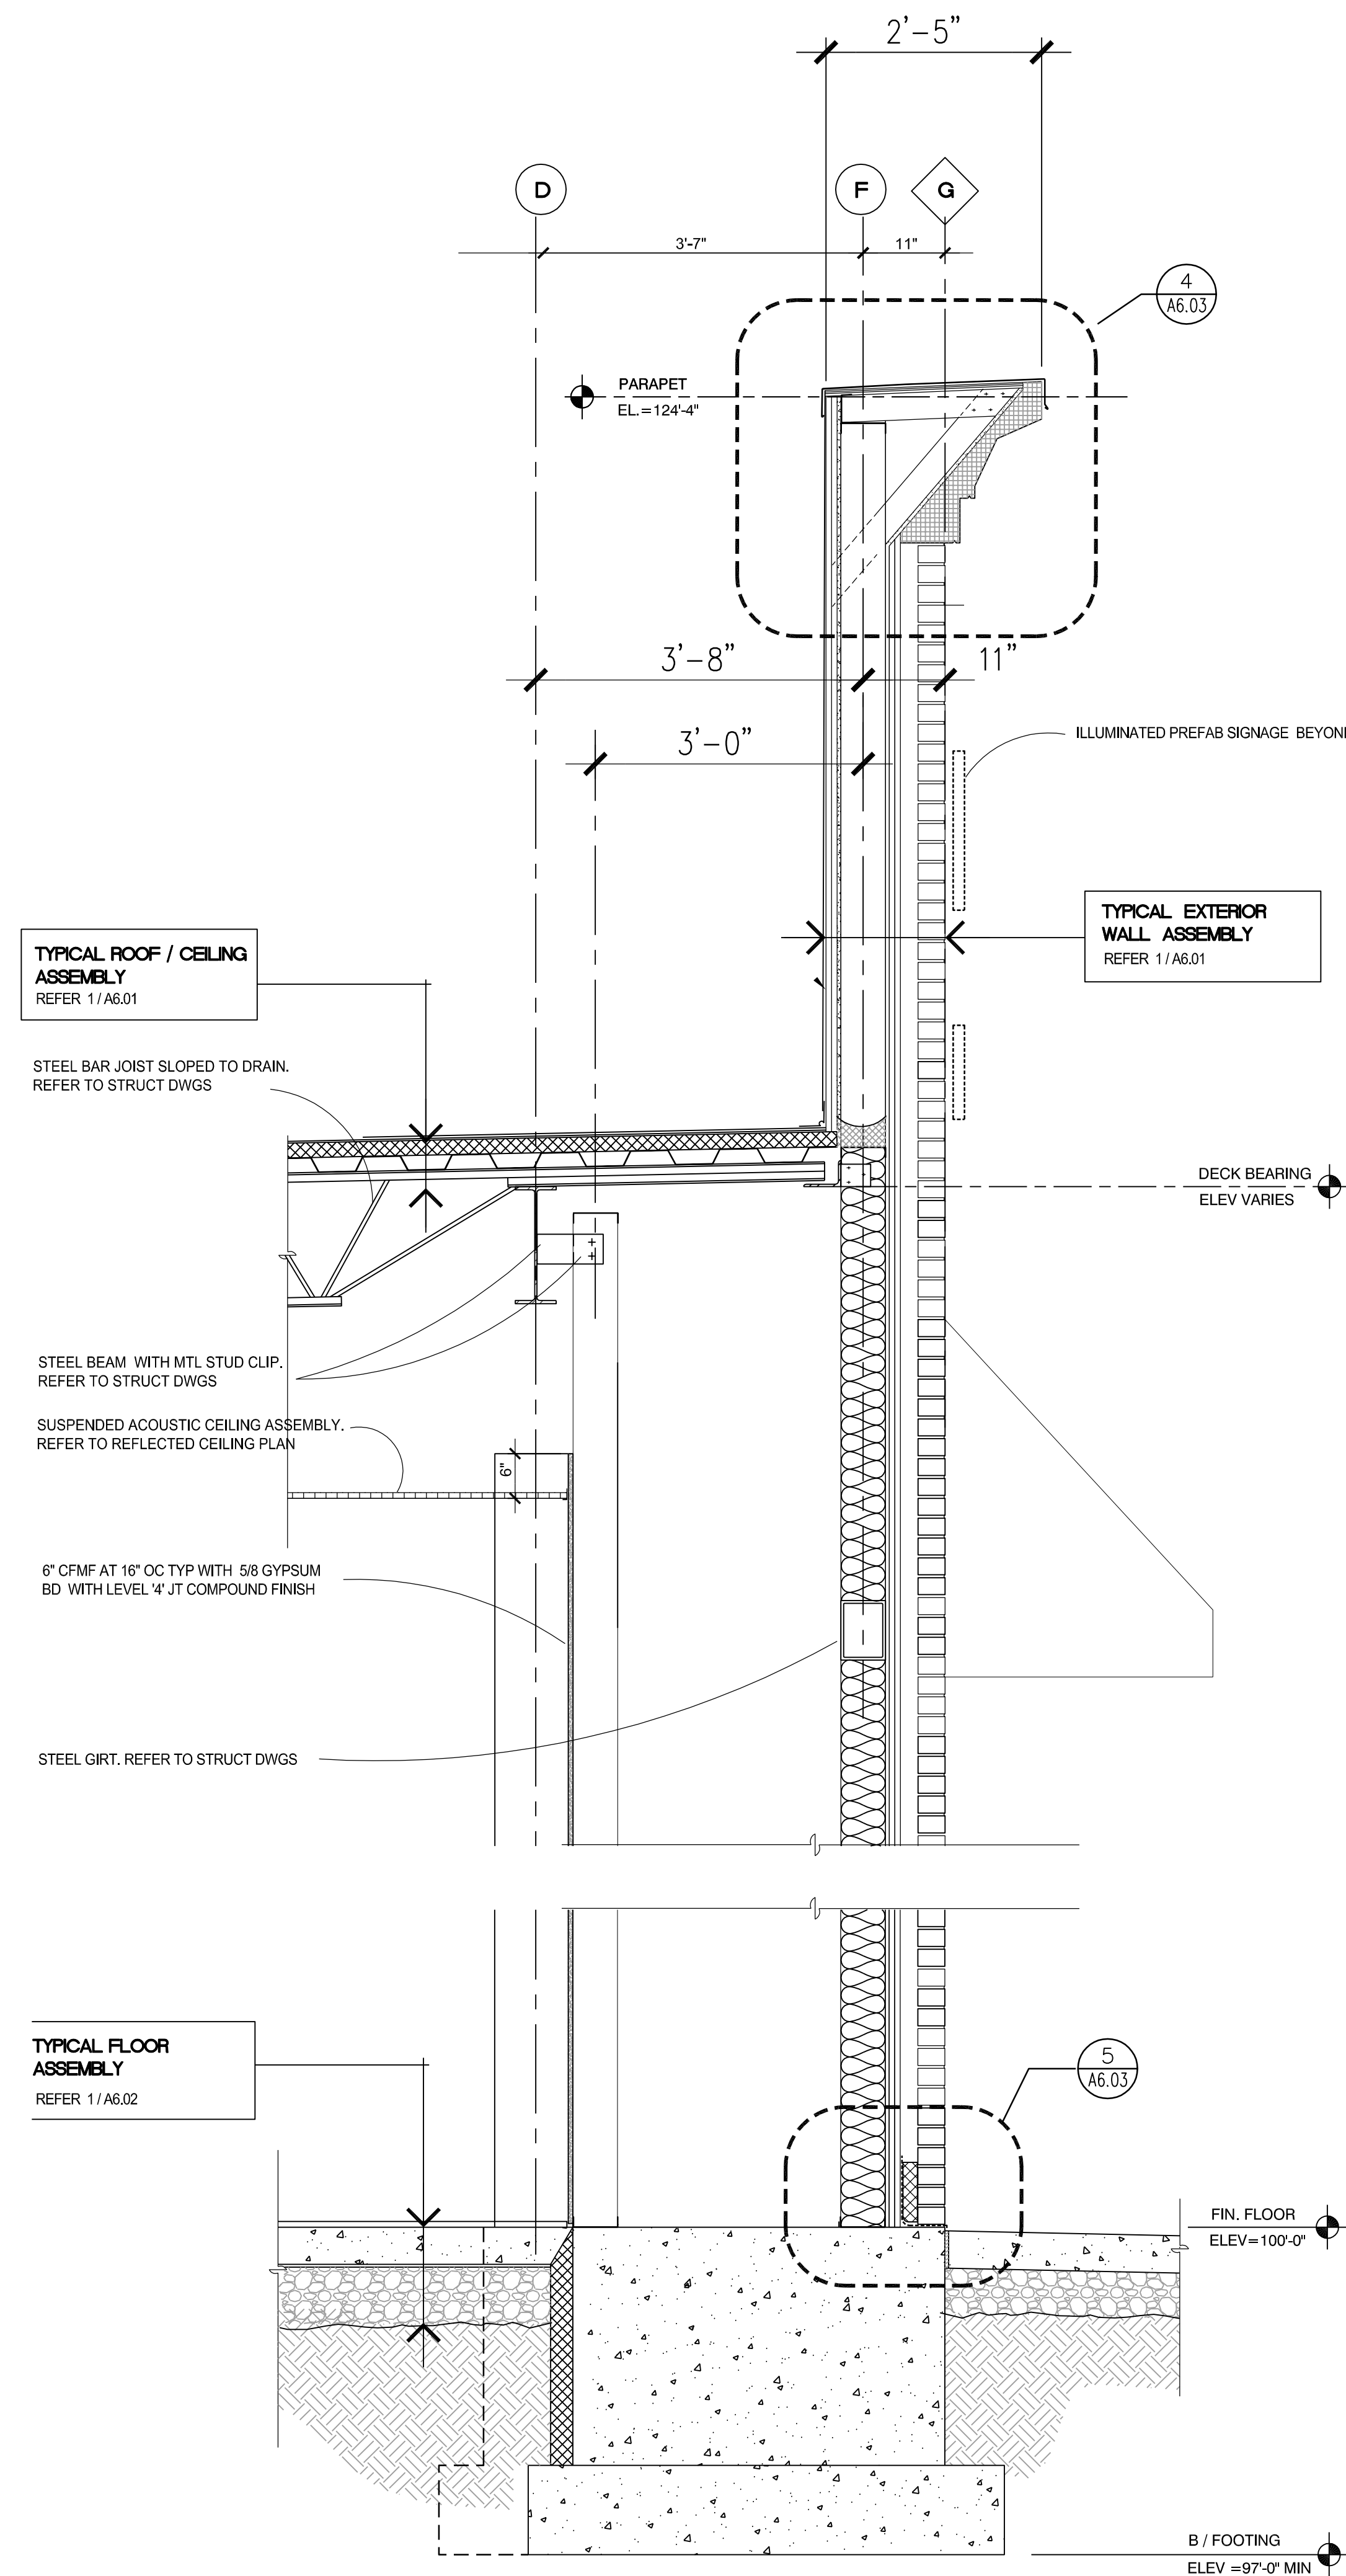 2'-5"
D
F
G
3'-7"
11"
4
A6.03
PARAPET
EL.=124'-4"
3'-8"
11"
3'-0"
ILLUMINATED PREFAB SIGNAGE BEYON
TYPICAL EXTERIOR
WALL ASSEMBLY
REFER 1/A6.01
TYPICAL ROOF / CEILING
ASSEMBLY
REFER 1/A6.01
STEEL BAR JOIST SLOPED TO DRAIN.
REFER TO STRUCT DWGS
DECK BEARING
ELEV VARIES
STEEL BEAM WITH MTL STUD CLIP.
REFER TO STRUCT DWGS
SUSPENDED ACOUSTIC CEILING ASSEMBLY.
REFER TO REFLECTED CEILING PLAN
6"
6" CFMF AT 16" OC TYP WITH 5/8 GYPSUM
BD WITH LEVEL '4' JT COMPOUND FINISH
STEEL GIRT. REFER TO STRUCT DWGS
TYPICAL FLOOR
ASSEMBLY
REFER 1/A6.02
5
A6.03
FIN. FLOOR
ELEV=100'-0"
B / FOOTING
ELEV =97'-0" MIN